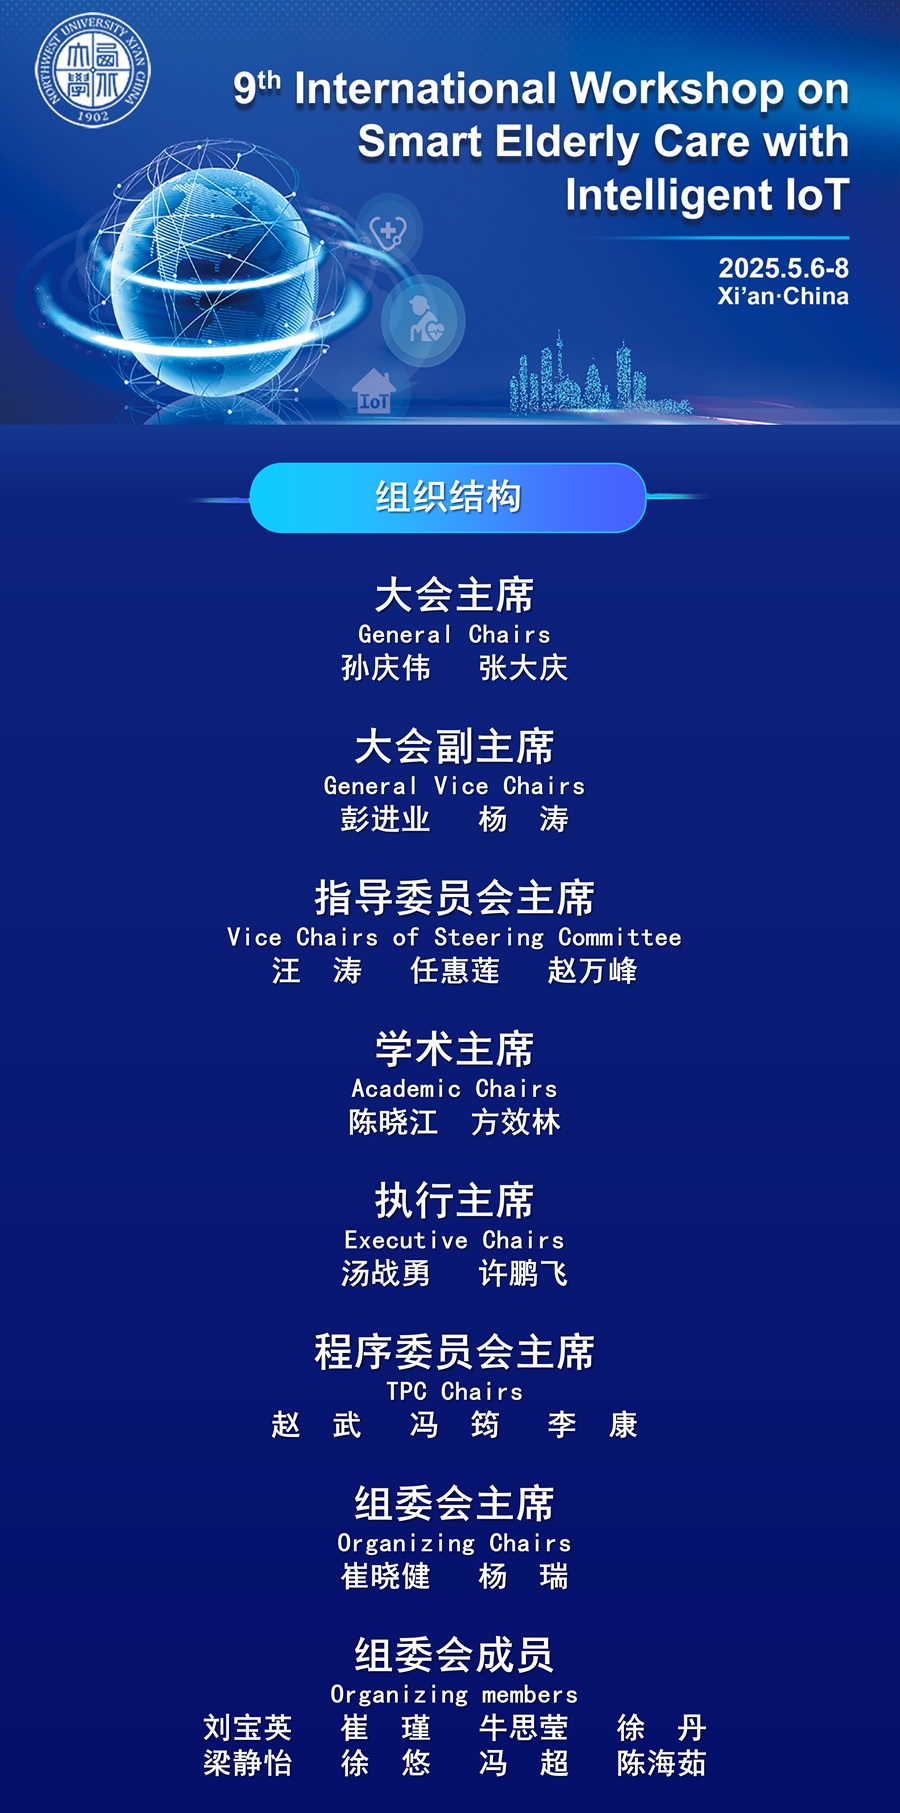 NORTHWEST UNIVERSITY XI'AN CHINA
西北大學
1902
9th International Workshop on
Smart Elderly Care with
Intelligent IoT
2025.5.6-8
Xi’an·China
IoT
组织结构
大会主席
General Chairs
孙庆伟 张大庆
大会副主席
General Vice Chairs
彭进业 杨 涛
指导委员会主席
Vice Chairs of Steering Committee
汪 涛 任惠莲 赵万峰
学术主席
Academic Chairs
陈晓江 方效林
执行主席
Executive Chairs
汤战勇 许鹏飞
程序委员会主席
TPC Chairs
赵 武 冯 筠 李 康
组委会主席
Organizing Chairs
崔晓健 杨 瑞
组委会成员
Organizing members
刘宝英 崔 瑾 牛思莹 徐 丹
梁静怡 徐 悠 冯 超 陈海茹